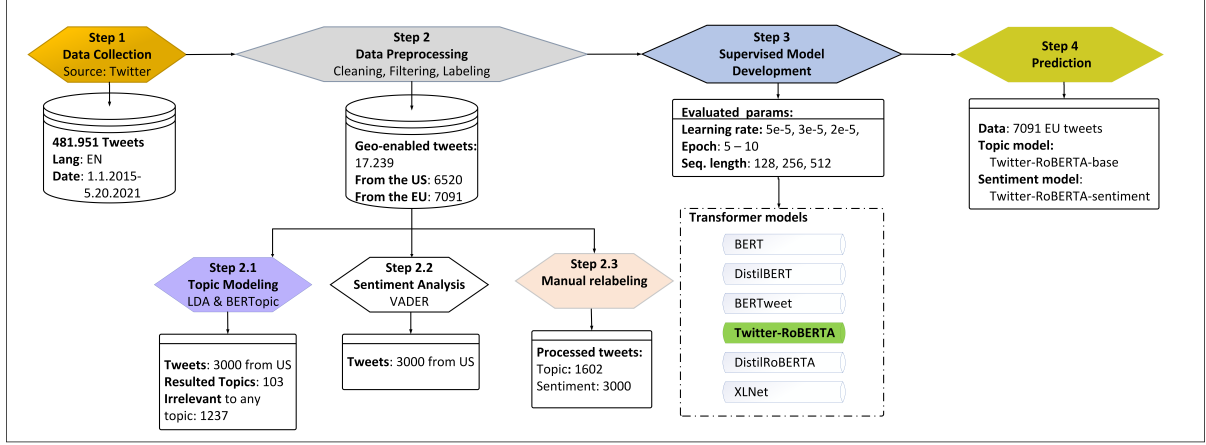 Step 1
Data Collection
Source: Twitter
481.951 Tweets
Lang: EN
Date: 1.1.2015-
5.20.2021
Step 2
Data Preprocessing
Cleaning, Filtering, Labeling
Geo-enabled tweets:
17.239
From the US: 6520
From the EU: 7091
Step 2.1
Topic Modeling
LDA & BERTopic
Tweets: 3000 from US
Resulted Topics: 103
Irrelevant to any
topic: 1237
Step 2.2
Sentiment Analysis
VADER
Tweets: 3000 from US
Step 2.3
Manual relabeling
Processed tweets:
Topic: 1602
Sentiment: 3000
Step 3
Supervised Model
Development
Evaluated params:
Learning rate: 5e-5, 3e-5, 2e-5,
Epoch: 5 – 10
Seq. length: 128, 256, 512
Transformer models
BERT
DistilBERT
BERTweet
Twitter-RoBERTA
DistilRoBERTA
XLNet
Step 4
Prediction
Data: 7091 EU tweets
Topic model:
Twitter-RoBERTA-base
Sentiment model:
Twitter-RoBERTA-sentiment